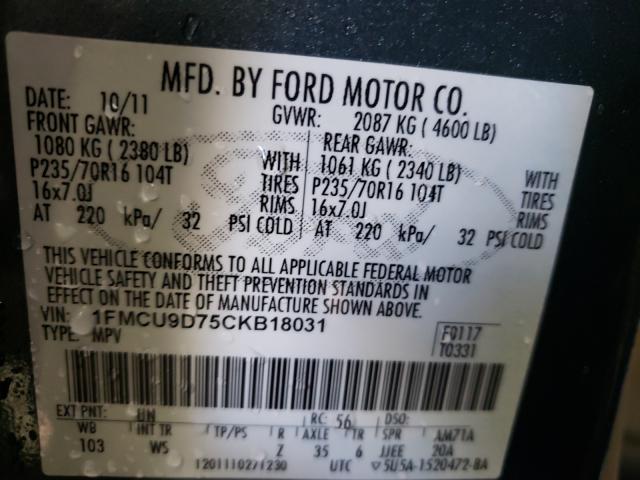 MFD. BY FORD MOTOR CO.
DATE: 10/11 GVWR: 2087 KG ( 4600 LB)
FRONT GAWR: REAR GAWR:
1080 KG ( 2380 LB) WITH 1061 KG ( 2340 LB) WITH
P235/70R16 104T TIRES P235/70R16 104T TIRES
16x7.0J RIMS 16x7.0J RIMS
AT 220 kPa/ 32 PSI COLD AT 220 kPa/ 32 PSI COLD
THIS VEHICLE CONFORMS TO ALL APPLICABLE FEDERAL MOTOR
VEHICLE SAFETY AND THEFT PREVENTION STANDARDS IN
EFFECT ON THE DATE OF MANUFACTURE SHOWN ABOVE.
VIN: 1FMCU9D75CKB18031 F0117
TYPE: MPV T0331
EXT PNT: UN RC: 56 DSO:
WB INT TR TP/PS R AXLE TR SPR AM71A
103 WS Z 35 6 JJEE 20A
1201110271230 UTC 5U5A-1520472-BA